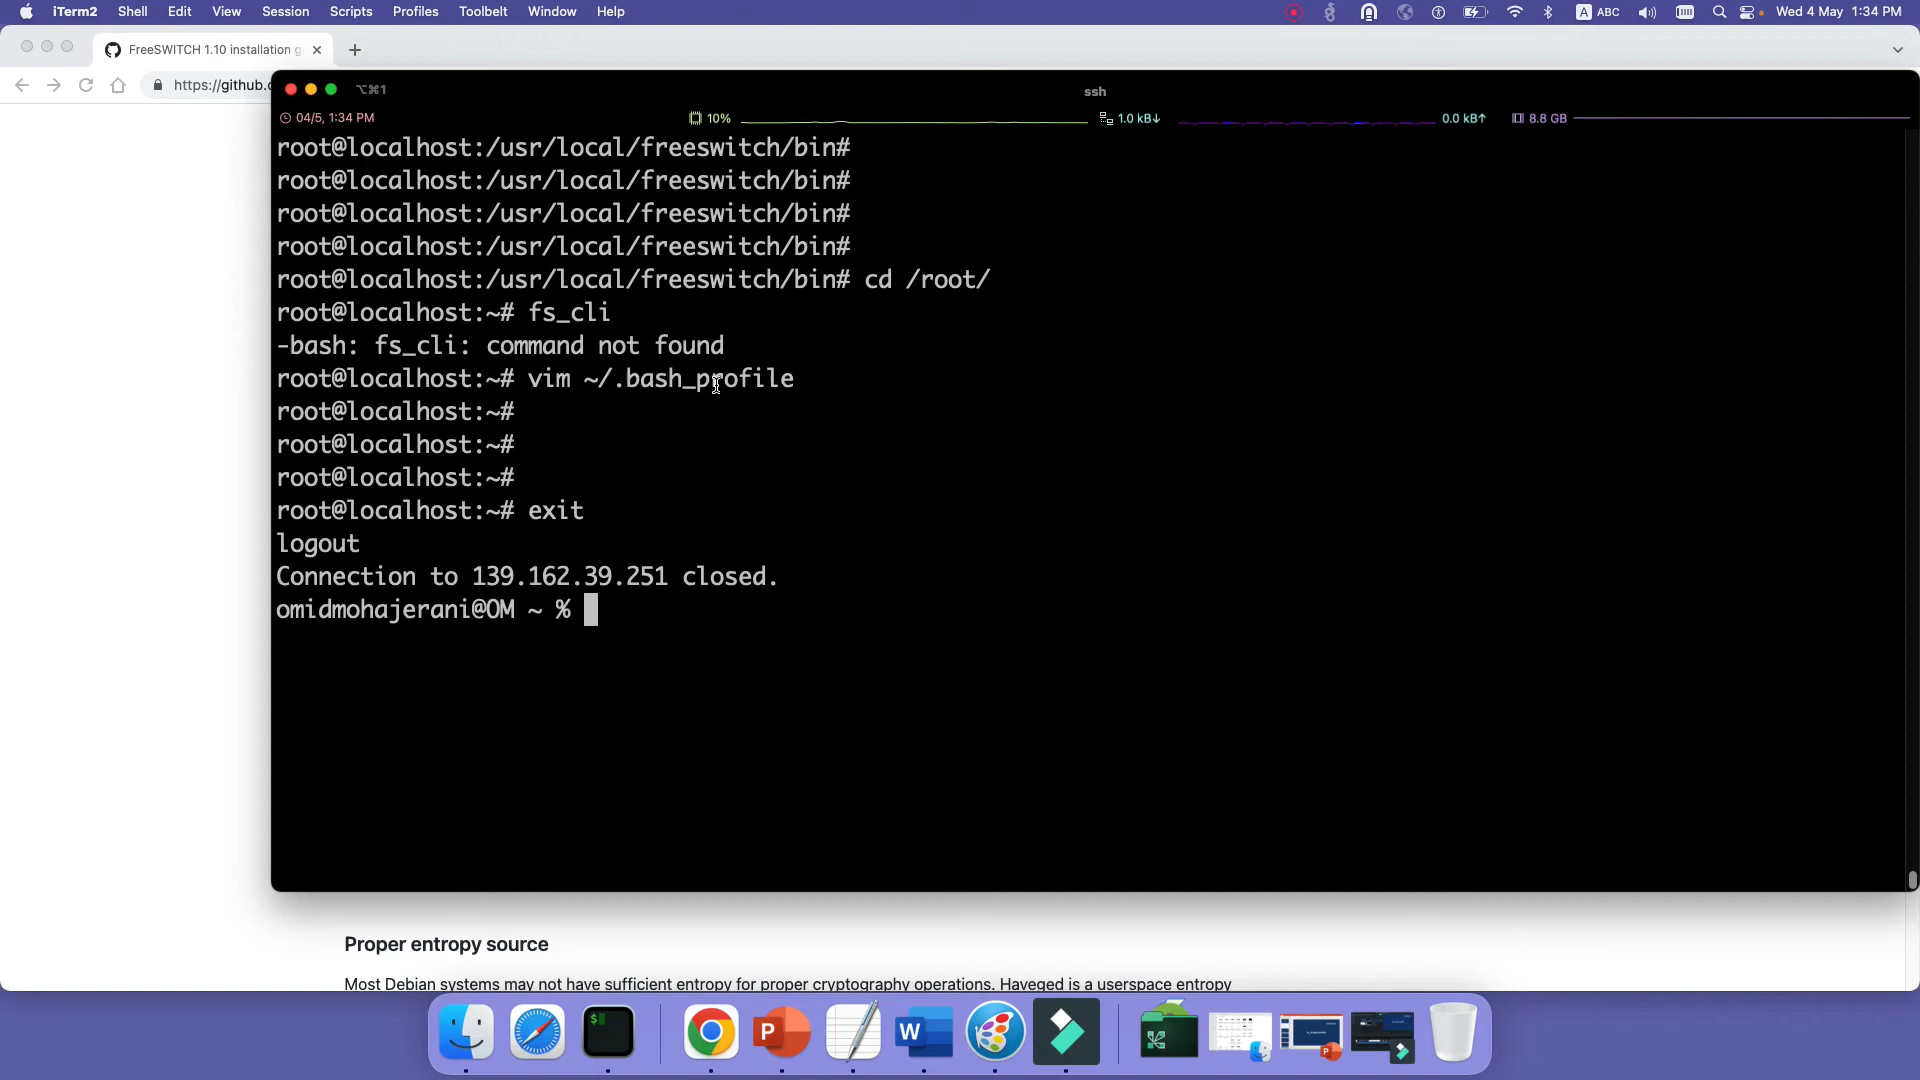 iTerm2 Shell Edit View Session Scripts Profiles Toolbelt Window Help A ABC Wed 4 May 1:34 PM
FreeSWITCH 1.10 installation g
https://github.c
⌥⌘1 ssh
04/5, 1:34 PM 10% 1.0 kB↓ 0.0 kB↑ 8.8 GB
root@localhost:/usr/local/freeswitch/bin#
root@localhost:/usr/local/freeswitch/bin#
root@localhost:/usr/local/freeswitch/bin#
root@localhost:/usr/local/freeswitch/bin#
root@localhost:/usr/local/freeswitch/bin# cd /root/
root@localhost:~# fs_cli
-bash: fs_cli: command not found
root@localhost:~# vim ~/.bash_profile
root@localhost:~#
root@localhost:~#
root@localhost:~#
root@localhost:~# exit
logout
Connection to 139.162.39.251 closed.
omidmohajerani@OM ~ %
Proper entropy source
Most Debian systems may not have sufficient entropy for proper cryptography operations. Haveged is a userspace entropy
$
P
W
P